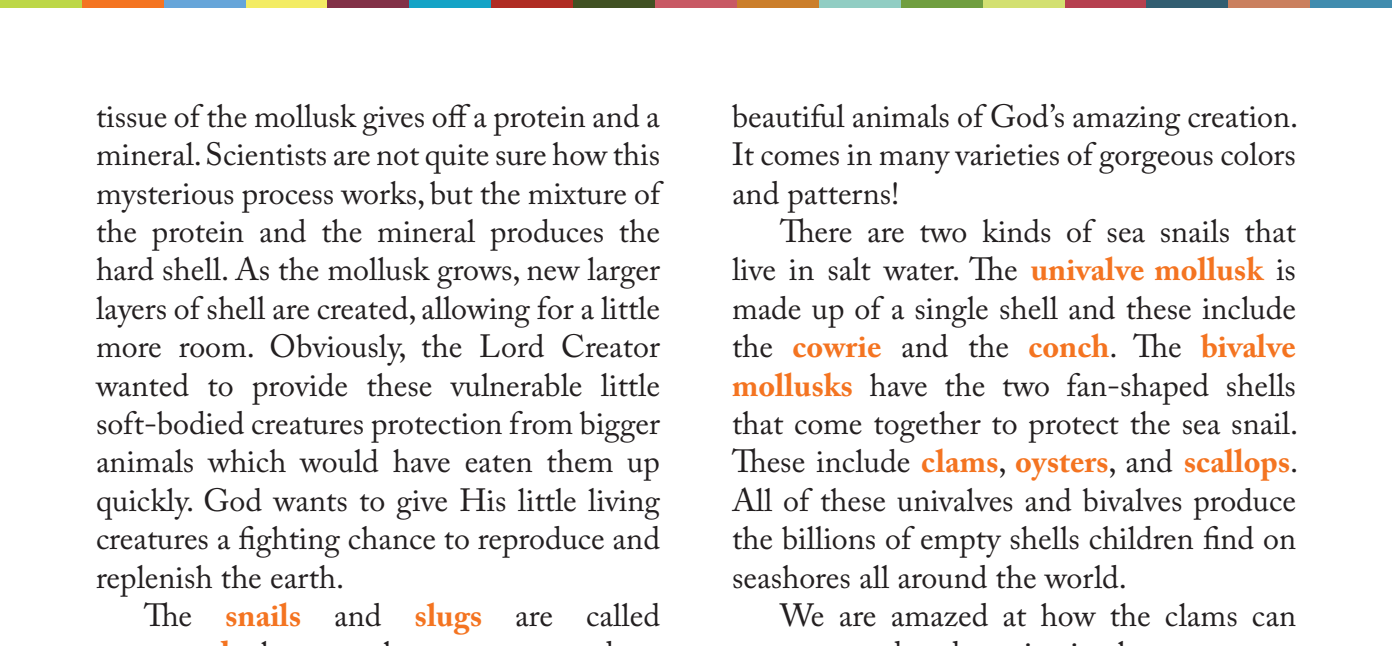 tissue of the mollusk gives off a protein and a
mineral. Scientists are not quite sure how this
mysterious process works, but the mixture of
the protein and the mineral produces the
hard shell. As the mollusk grows, new larger
layers of shell are created, allowing for a little
more room. Obviously, the Lord Creator
wanted to provide these vulnerable little
soft-bodied creatures protection from bigger
animals which would have eaten them up
quickly. God wants to give His little living
creatures a fighting chance to reproduce and
replenish the earth.
The snails and slugs are called
beautiful animals of God’s amazing creation.
It comes in many varieties of gorgeous colors
and patterns!
There are two kinds of sea snails that
live in salt water. The univalve mollusk is
made up of a single shell and these include
the cowrie and the conch. The bivalve
mollusks have the two fan-shaped shells
that come together to protect the sea snail.
These include clams, oysters, and scallops.
All of these univalves and bivalves produce
the billions of empty shells children find on
seashores all around the world.
We are amazed at how the clams can